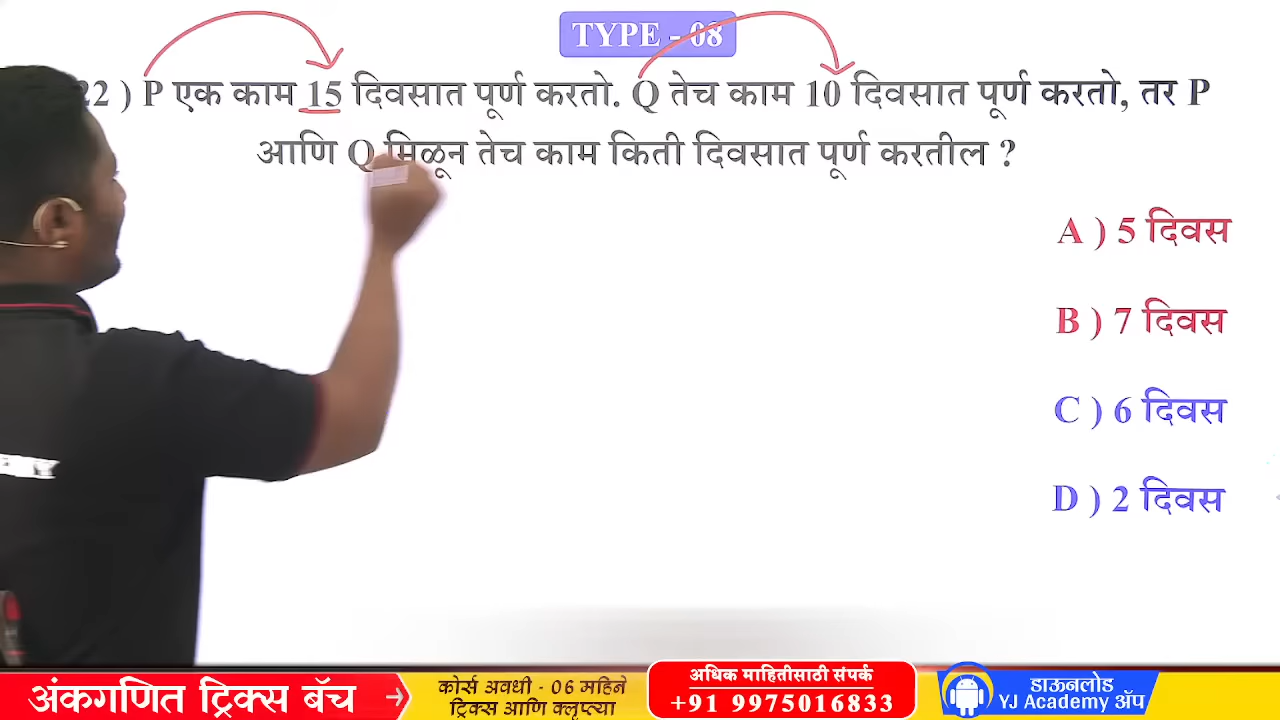 TYPE - 08
22 ) P एक काम 15 दिवसात पूर्ण करतो. Q तेच काम 10 दिवसात पूर्ण करतो, तर P
आणि Q मिळून तेच काम किती दिवसात पूर्ण करतील ?
A ) 5 दिवस
B ) 7 दिवस
C ) 6 दिवस
D ) 2 दिवस
अंकगणित ट्रिक्स बॅच
कोर्स अवधी - 06 महिने
ट्रिक्स आणि क्लुप्त्या
अधिक माहितीसाठी संपर्क
+91 9975016833
डाऊनलोड
YJ Academy ॲप